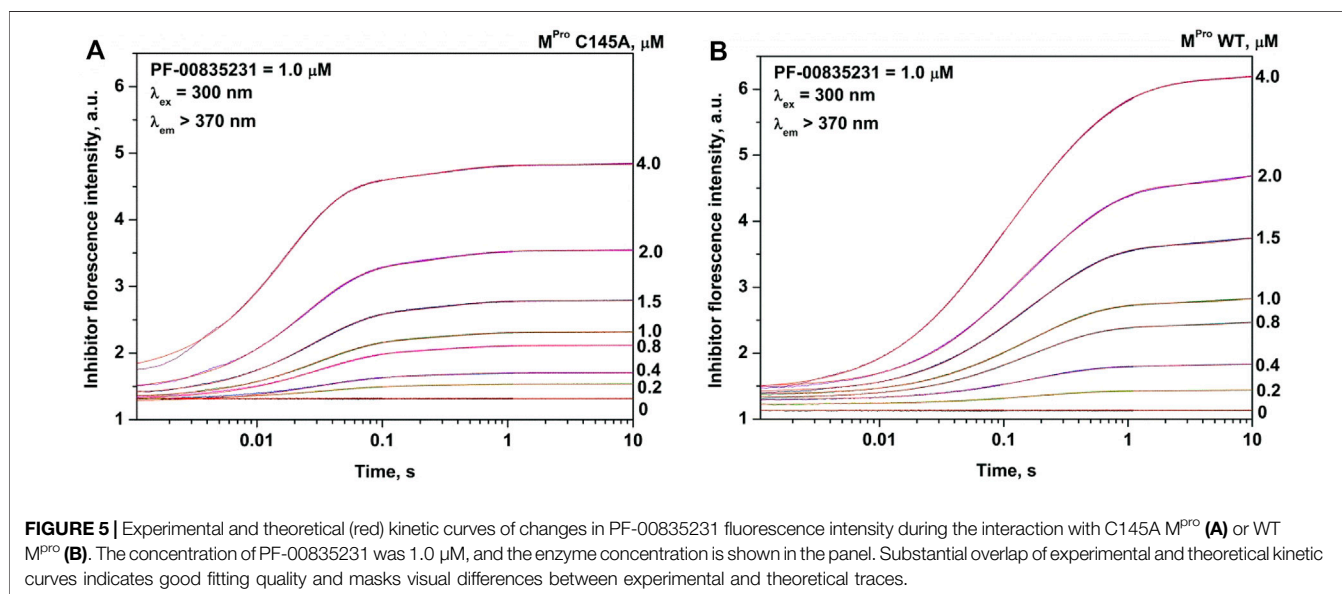 A
M^Pro C145A, μM
PF-00835231 = 1.0 μM
λ_ex = 300 nm
λ_em > 370 nm
Inhibitor florescence intensity, a.u.
6
5
4
3
2
1
4.0
2.0
1.5
1.0
0.8
0.4
0.2
0
0.01 0.1 1 10
Time, s
B
M^Pro WT, μM
PF-00835231 = 1.0 μM
λ_ex = 300 nm
λ_em > 370 nm
Inhibitor florescence intensity, a.u.
6
5
4
3
2
1
4.0
2.0
1.5
1.0
0.8
0.4
0.2
0
0.01 0.1 1 10
Time, s
FIGURE 5 | Experimental and theoretical (red) kinetic curves of changes in PF-00835231 fluorescence intensity during the interaction with C145A M^pro (A) or WT
M^pro (B). The concentration of PF-00835231 was 1.0 μM, and the enzyme concentration is shown in the panel. Substantial overlap of experimental and theoretical kinetic
curves indicates good fitting quality and masks visual differences between experimental and theoretical traces.